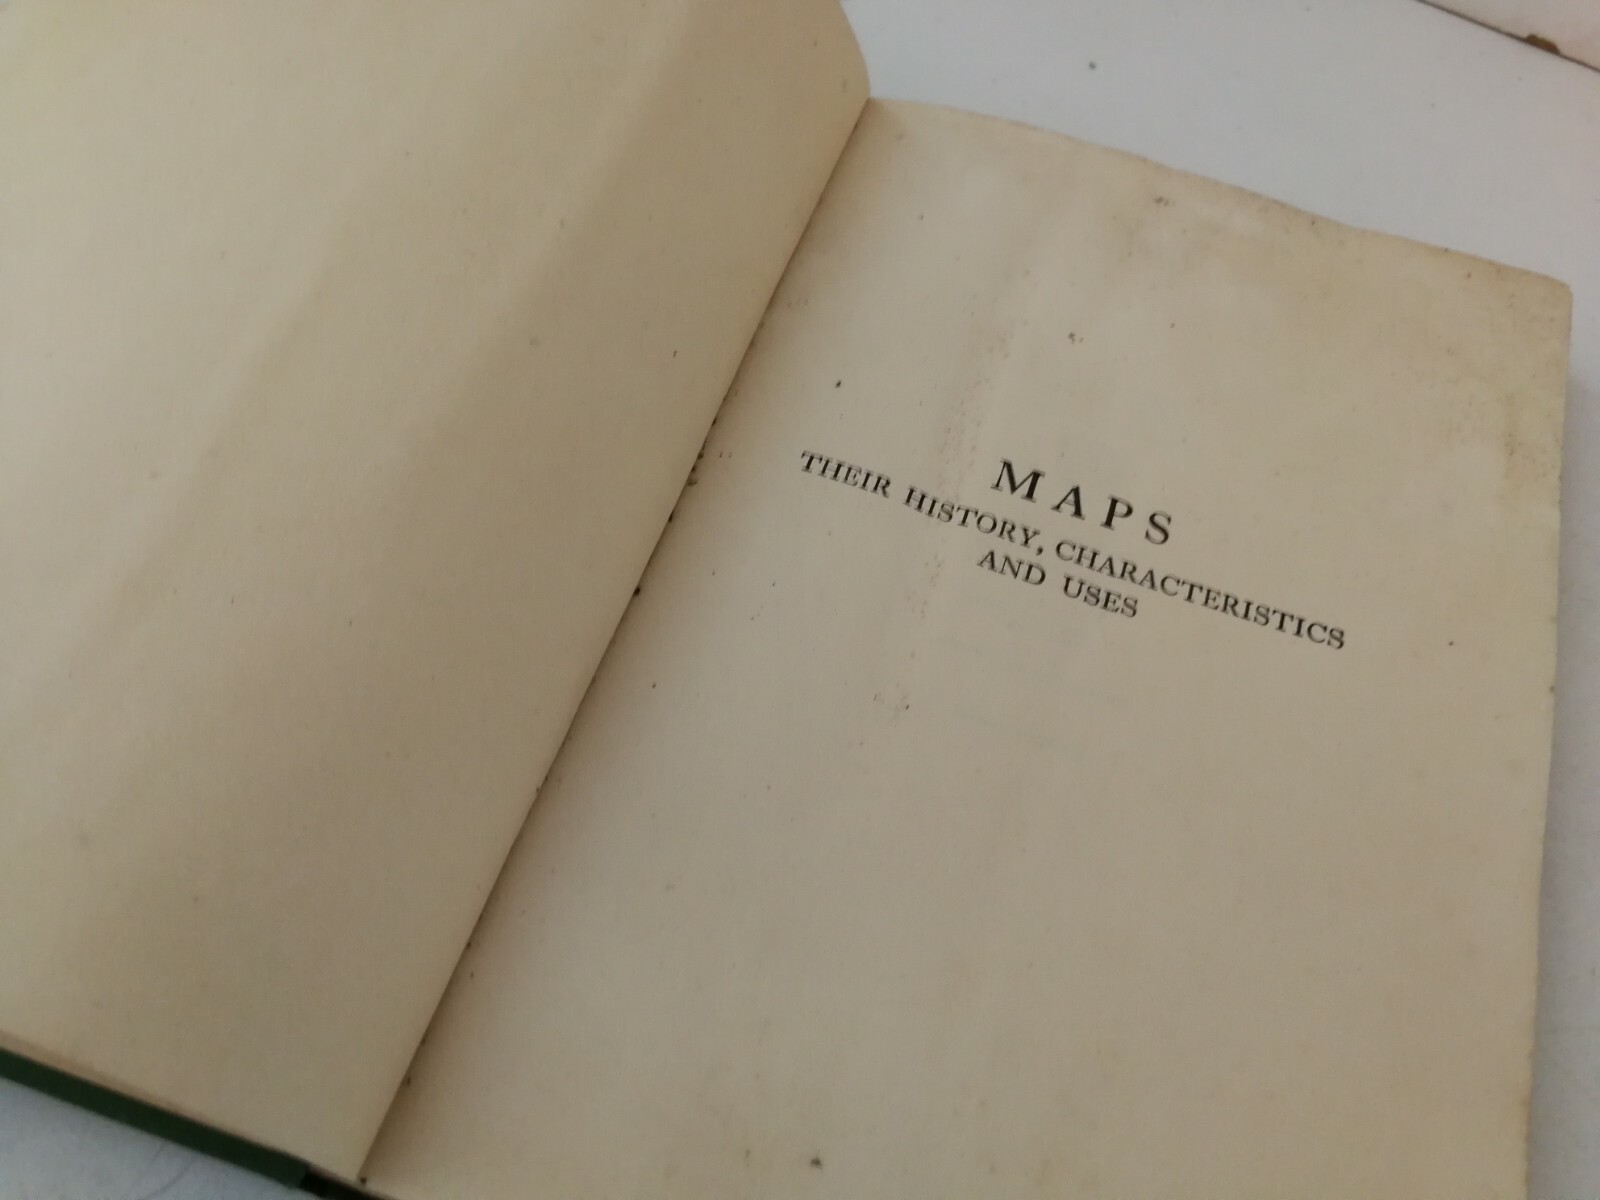 MAPS
THEIR HISTORY, CHARACTERISTICS
AND USES